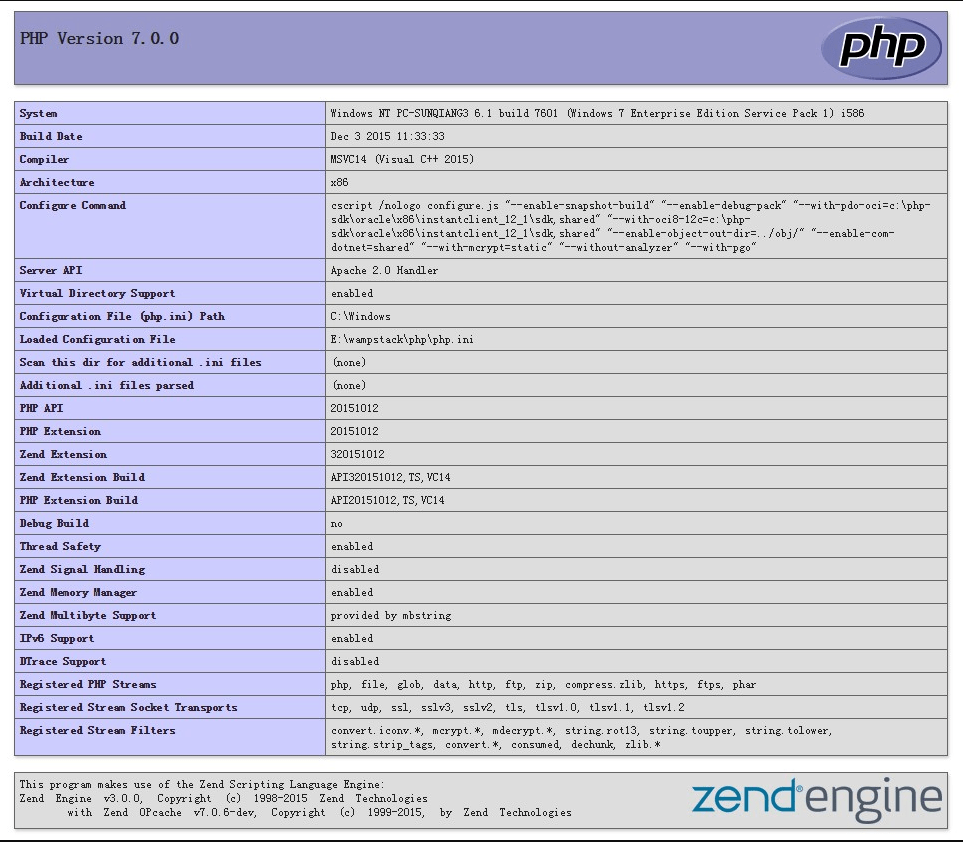 PHP Version 7.0.0
php
System Windows NT PC-SUNQIANG3 6.1 build 7601 (Windows 7 Enterprise Edition Service Pack 1) i586
Build Date Dec 3 2015 11:33:33
Compiler MSVC14 (Visual C++ 2015)
Architecture x86
Configure Command cscript /nologo configure.js "--enable-snapshot-build" "--enable-debug-pack" "--with-pdo-oci=c:\php-
sdk\oracle\x86\instantclient_12_1\sdk,shared" "--with-oci8-12c=c:\php-
sdk\oracle\x86\instantclient_12_1\sdk,shared" "--enable-object-out-dir=../obj/" "--enable-com-
dotnet=shared" "--with-mcrypt=static" "--without-analyzer" "--with-pgo"
Server API Apache 2.0 Handler
Virtual Directory Support enabled
Configuration File (php.ini) Path C:\Windows
Loaded Configuration File E:\wampstack\php\php.ini
Scan this dir for additional .ini files (none)
Additional .ini files parsed (none)
PHP API 20151012
PHP Extension 20151012
Zend Extension 320151012
Zend Extension Build API320151012,TS,VC14
PHP Extension Build API20151012,TS,VC14
Debug Build no
Thread Safety enabled
Zend Signal Handling disabled
Zend Memory Manager enabled
Zend Multibyte Support provided by mbstring
IPv6 Support enabled
DTrace Support disabled
Registered PHP Streams php, file, glob, data, http, ftp, zip, compress.zlib, https, ftps, phar
Registered Stream Socket Transports tcp, udp, ssl, sslv3, sslv2, tls, tlsv1.0, tlsv1.1, tlsv1.2
Registered Stream Filters convert.iconv.*, mcrypt.*, mdecrypt.*, string.rot13, string.toupper, string.tolower,
string.strip_tags, convert.*, consumed, dechunk, zlib.*
This program makes use of the Zend Scripting Language Engine:
Zend Engine v3.0.0, Copyright (c) 1998-2015 Zend Technologies
with Zend OPcache v7.0.6-dev, Copyright (c) 1999-2015, by Zend Technologies
zend® engine